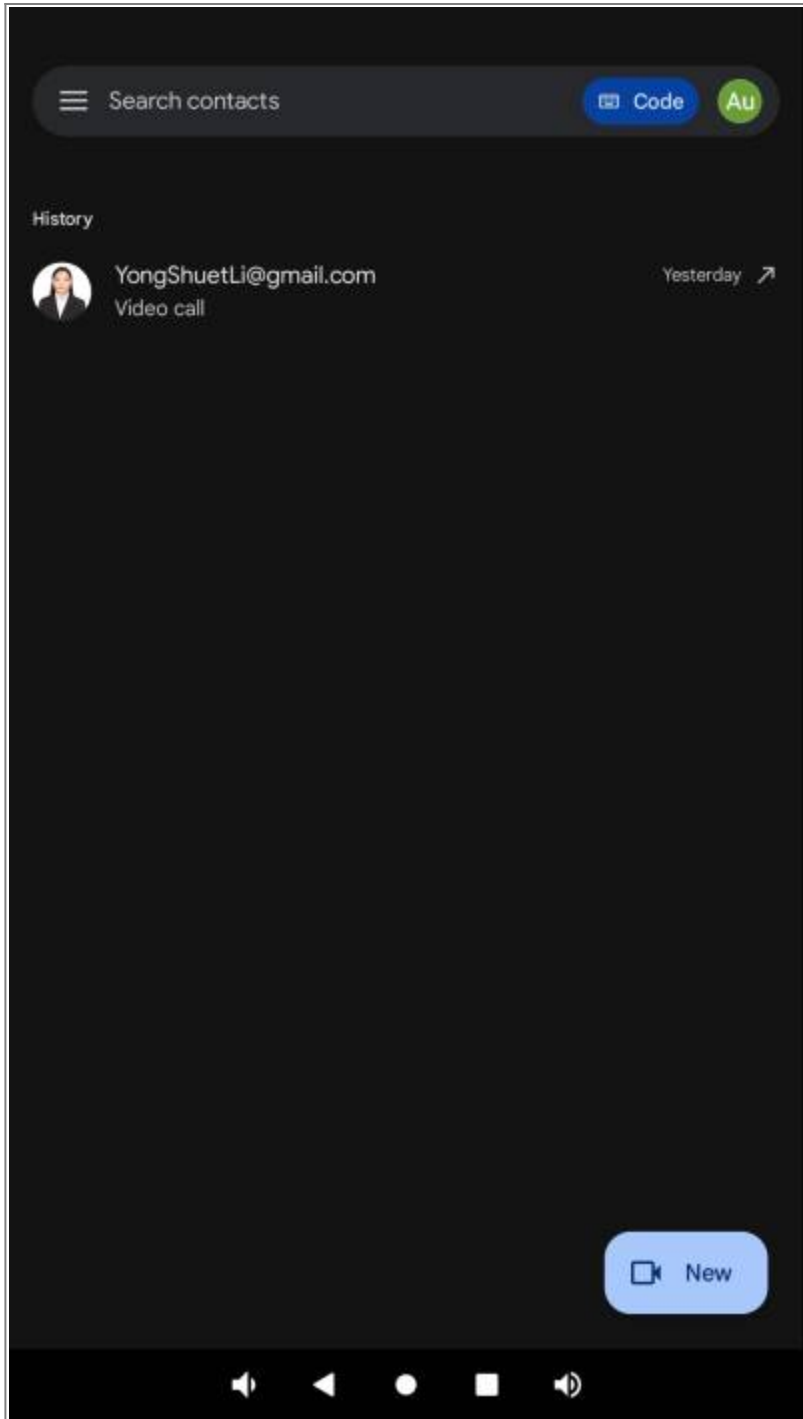 Search contacts
Code
Au
History
YongShuetLi@gmail.com
Yesterday
Video call
New